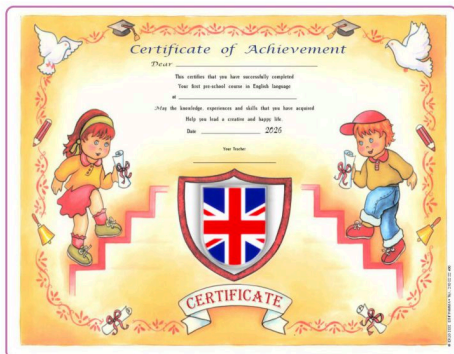 Certificate of Achievement
Dear
This certifies that you have successfully completed
Your first pre-school course in English language
at
May the knowledge, experiences and skills that you have acquired
Help you lead a creative and happy life.
Date 2026
Your Teacher
CERTIFICATE